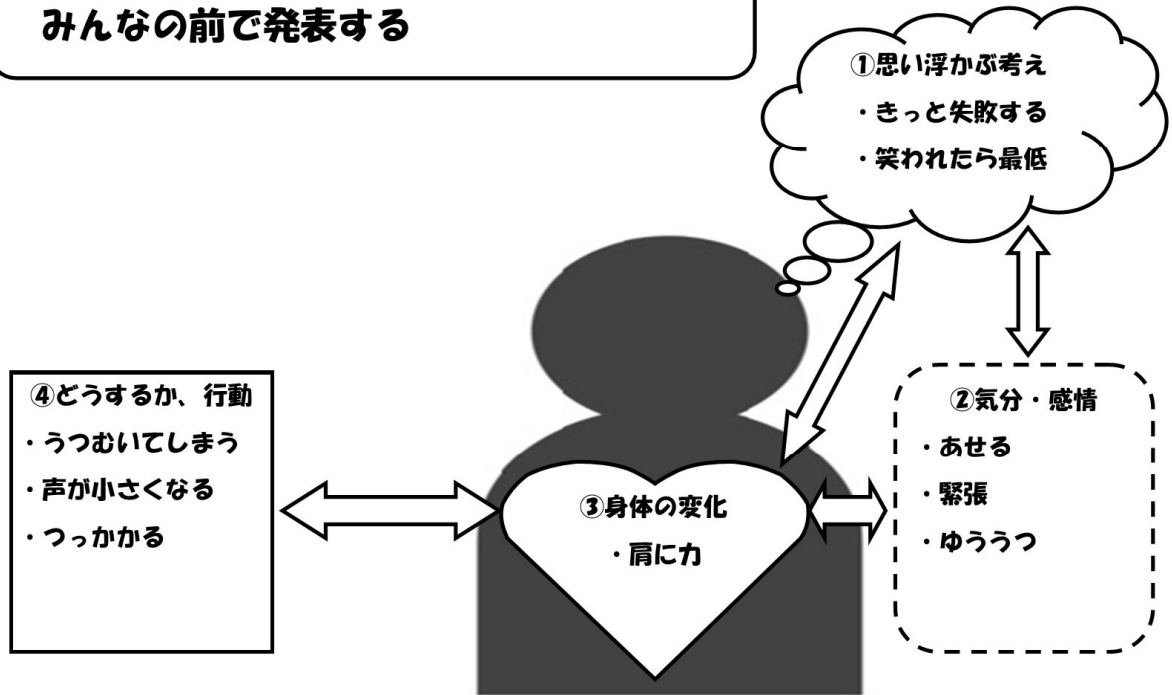 みんなの前で発表する
①思い浮かぶ考え
・きっと失敗する
・笑われたら最低
②気分・感情
・あせる
・緊張
・ゆううつ
③身体の変化
・肩に力
④どうするか、行動
・うつむいてしまう
・声が小さくなる
・つっかかる